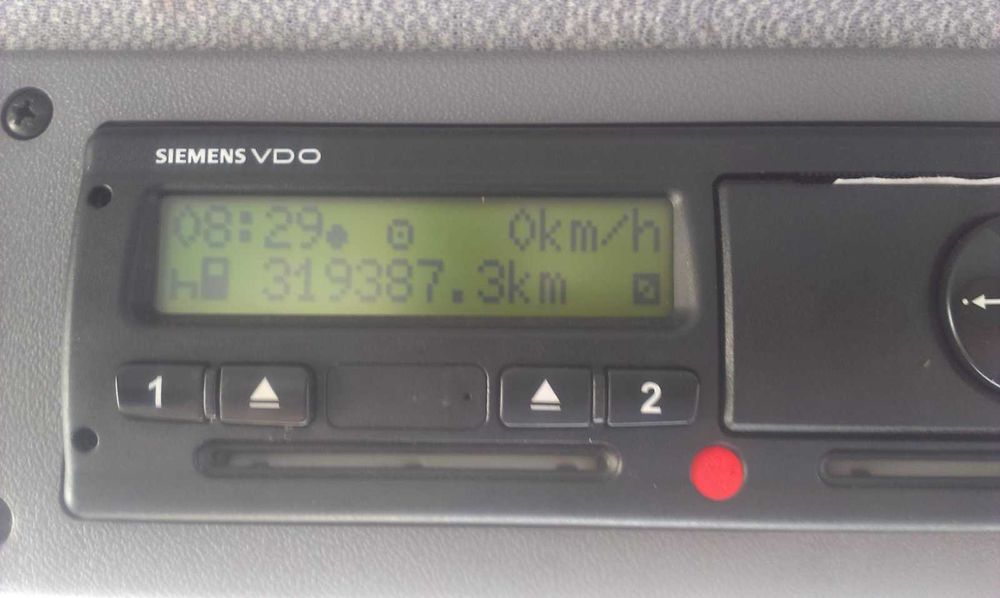 SIEMENS VDO
08:29 0km/h
319387.3km
1
2